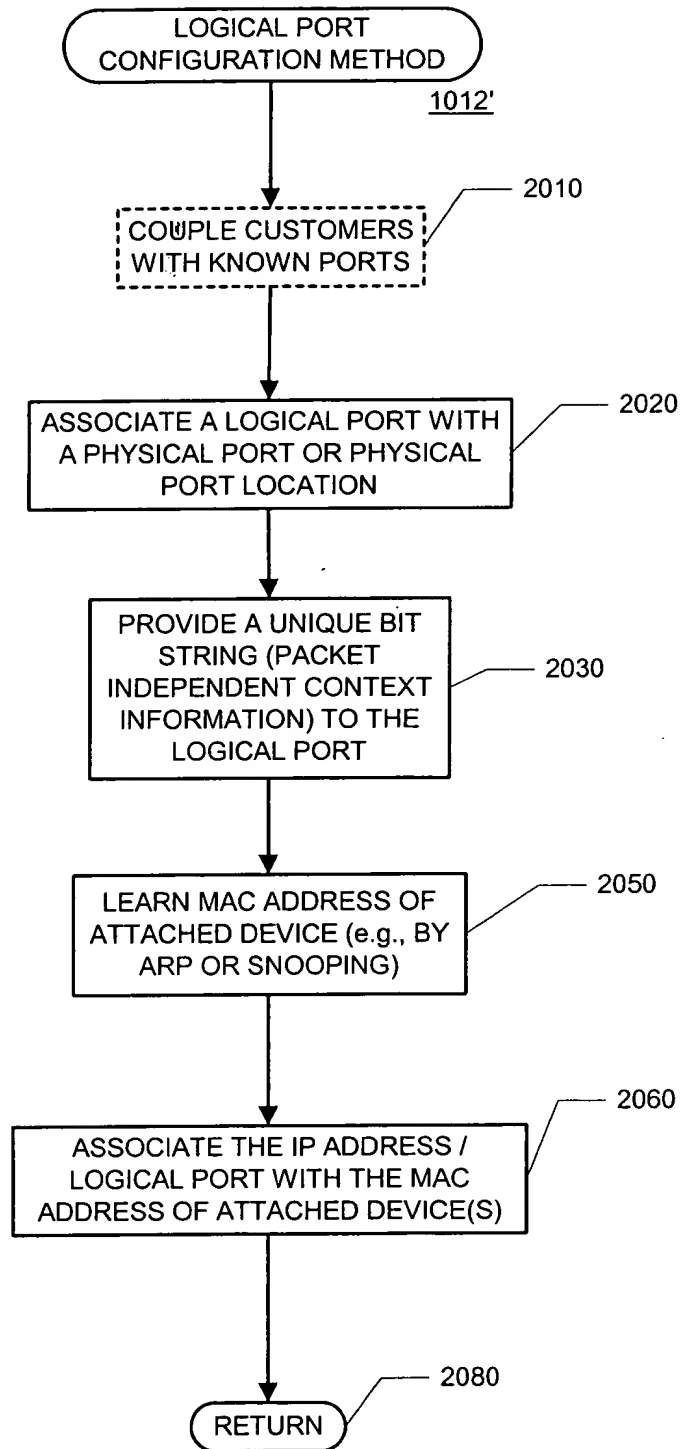 LOGICAL PORT
CONFIGURATION METHOD
1012'
2010
COUPLE CUSTOMERS
WITH KNOWN PORTS
2020
ASSOCIATE A LOGICAL PORT WITH
A PHYSICAL PORT OR PHYSICAL
PORT LOCATION
PROVIDE A UNIQUE BIT
STRING (PACKET
INDEPENDENT CONTEXT
INFORMATION) TO THE
LOGICAL PORT
2030
2050
LEARN MAC ADDRESS OF
ATTACHED DEVICE (e.g., BY
ARP OR SNOOPING)
2060
ASSOCIATE THE IP ADDRESS /
LOGICAL PORT WITH THE MAC
ADDRESS OF ATTACHED DEVICE(S)
2080
RETURN